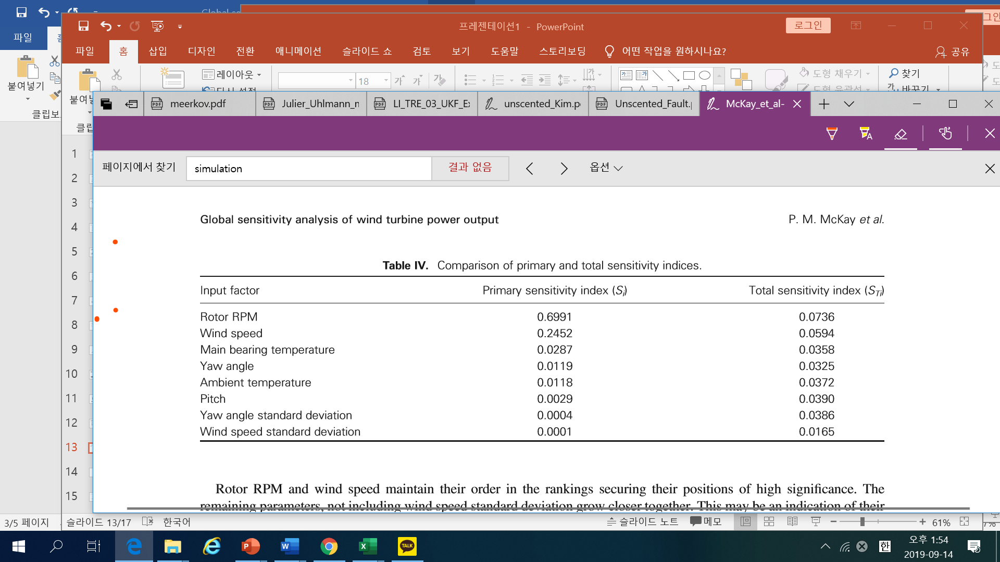 프레젠테이션1 - PowerPoint
로그인
파일
파일 홈 삽입 디자인 전환 애니메이션 슬라이드 쇼 검토 보기 도움말 스토리보딩 어떤 작업을 원하시나요?
공유
붙여넣기
레이아웃
18
도형 채우기
찾기
meerkov.pdf
Julier_Uhlmann_
LI_TRE_03_UKF_E
unscented_Kim.p
Unscented_Fault.
McKay_et_al-
페이지에서 찾기
simulation
결과 없음
옵션
Global sensitivity analysis of wind turbine power output
P. M. McKay et al.
Table IV. Comparison of primary and total sensitivity indices.
Input factor Primary sensitivity index (Si) Total sensitivity index (STi)
Rotor RPM 0.6991 0.0736
Wind speed 0.2452 0.0594
Main bearing temperature 0.0287 0.0358
Yaw angle 0.0119 0.0325
Ambient temperature 0.0118 0.0372
Pitch 0.0029 0.0390
Yaw angle standard deviation 0.0004 0.0386
Wind speed standard deviation 0.0001 0.0165
Rotor RPM and wind speed maintain their order in the rankings securing their positions of high significance. The
remaining parameters, not including wind speed standard deviation grow closer together. This may be an indication of their
1
2
3
4
5
6
7
8
9
10
11
12
13
14
15
3/5 페이지
슬라이드 13/17 한국어
슬라이드 노트 메모
61%
TALK
한
오후 1:54
2019-09-14